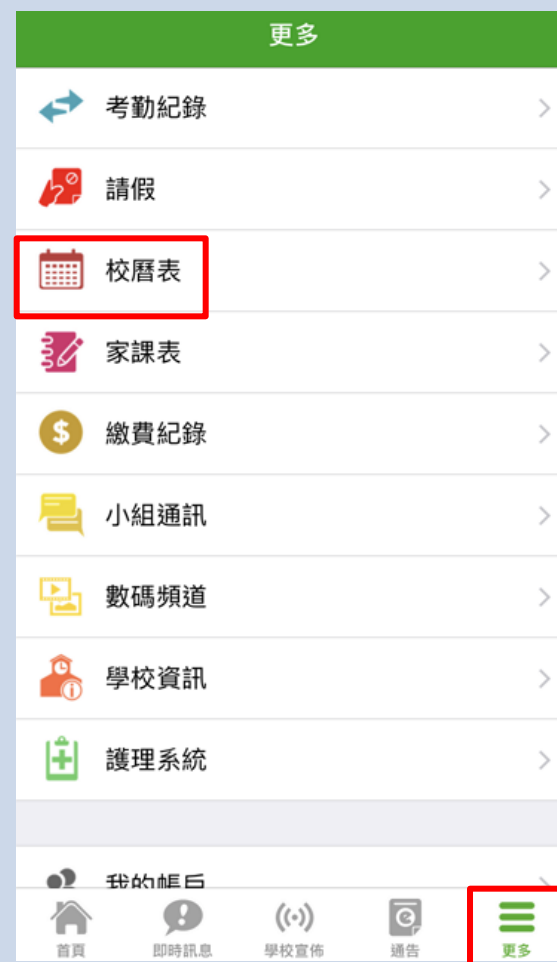 更多
考勤紀錄
請假
校曆表
家課表
$ 繳費紀錄
小組通訊
數碼頻道
學校資訊
護理系統
我的帳戶
首頁
即時訊息
學校宣佈
通告
更多